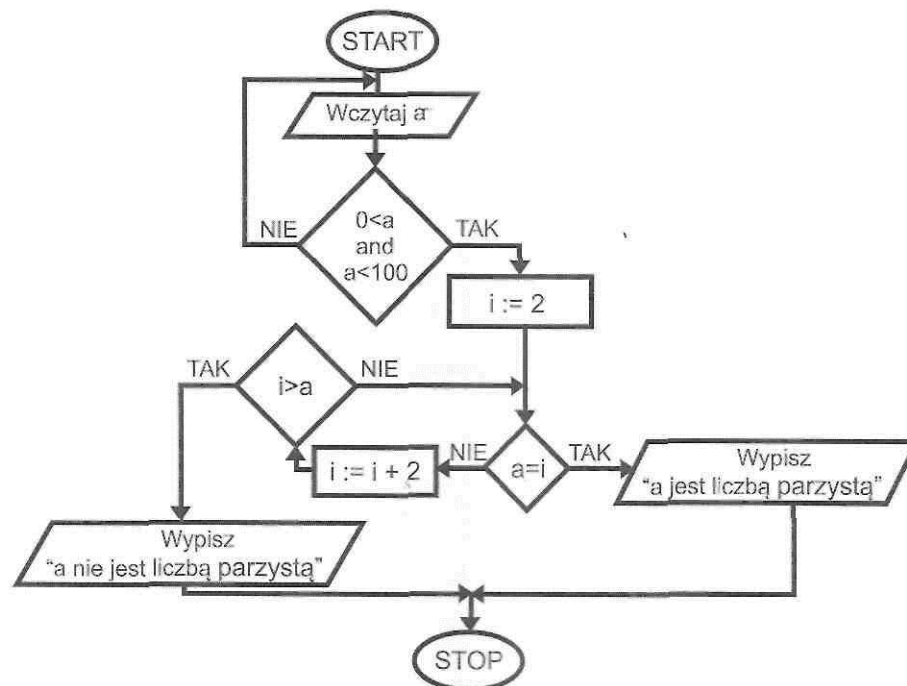 START
Wczytaj a
NIE
0<a
and
a<100
TAK
i := 2
TAK
i>a
NIE
i := i + 2
NIE
a=i
TAK
Wypisz
“a jest liczbą parzystą”
Wypisz
“a nie jest liczbą parzystą”
STOP